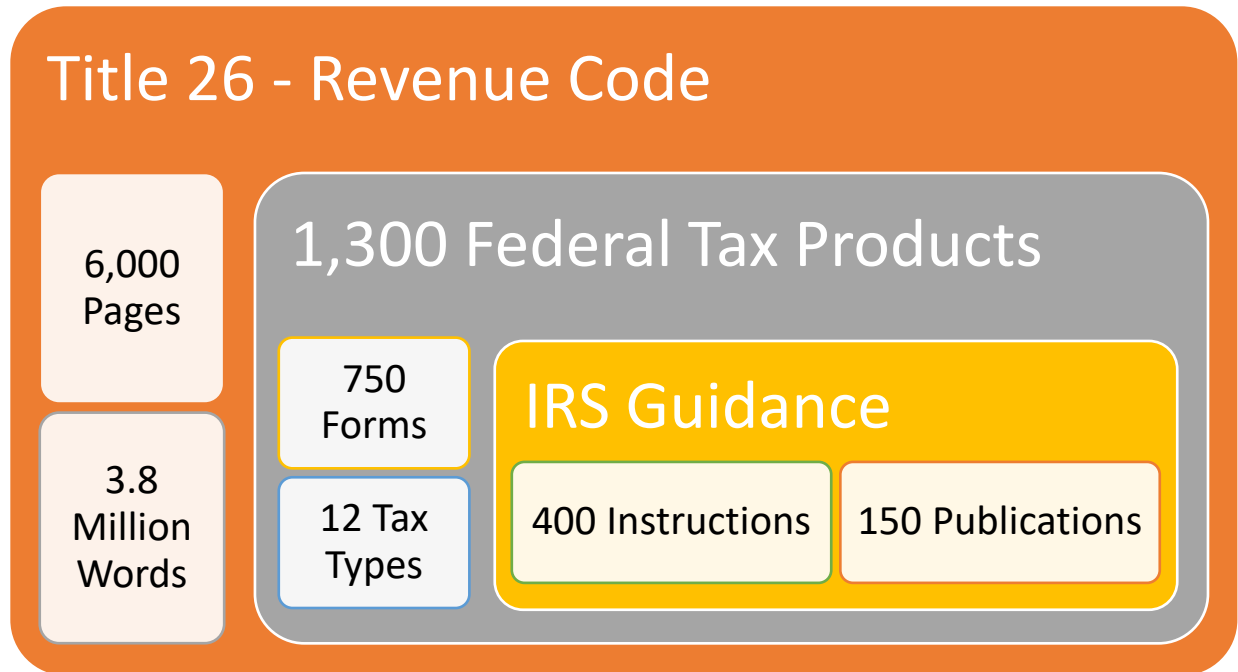 Title 26 - Revenue Code
6,000
Pages
3.8
Million
Words
1,300 Federal Tax Products
750
Forms
12 Tax
Types
IRS Guidance
400 Instructions
150 Publications